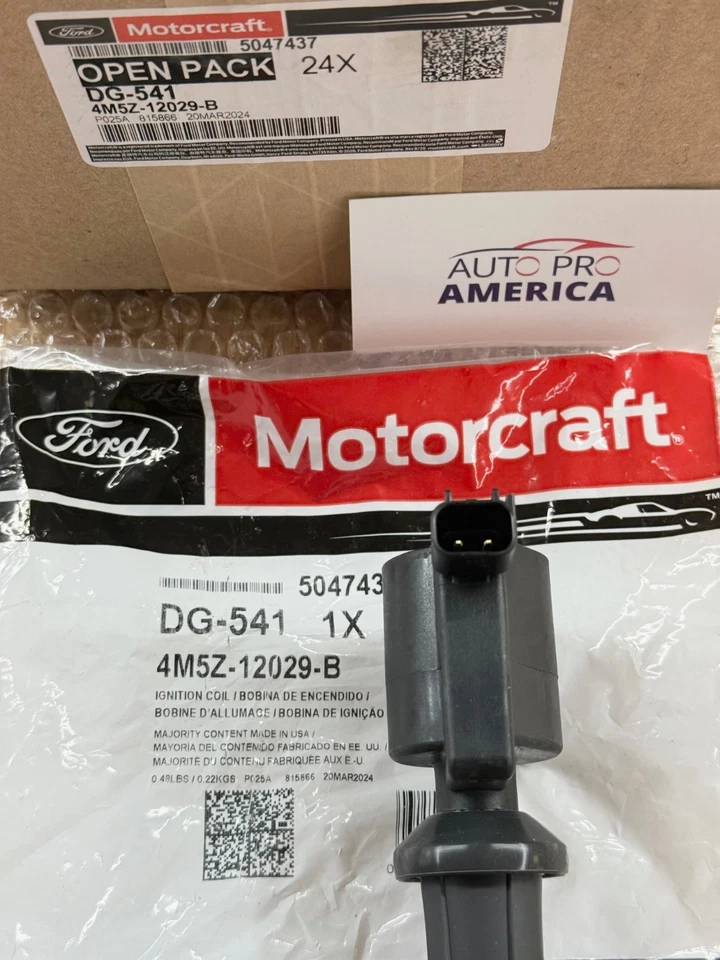 Ford Motorcraft®
™
5047437
OPEN PACK 24X
DG-541
4M5Z-12029-B
P025A 815866 20MAR2024
AUTO PRO
AMERICA
Ford Motorcraft®
™
504743
DG-541 1X
4M5Z-12029-B
IGNITION COIL / BOBINA DE ENCENDIDO /
BOBINE D'ALLUMAGE / BOBINA DE IGNIÇÃO
MAJORITY CONTENT MADE IN USA /
MAYORÍA DEL CONTENIDO FABRICADO EN EE. UU. /
MAJORITÉ DU CONTENU FABRIQUÉE AUX É.-U.
0.48LBS / 0.22KGS P025A 815866 20MAR2024